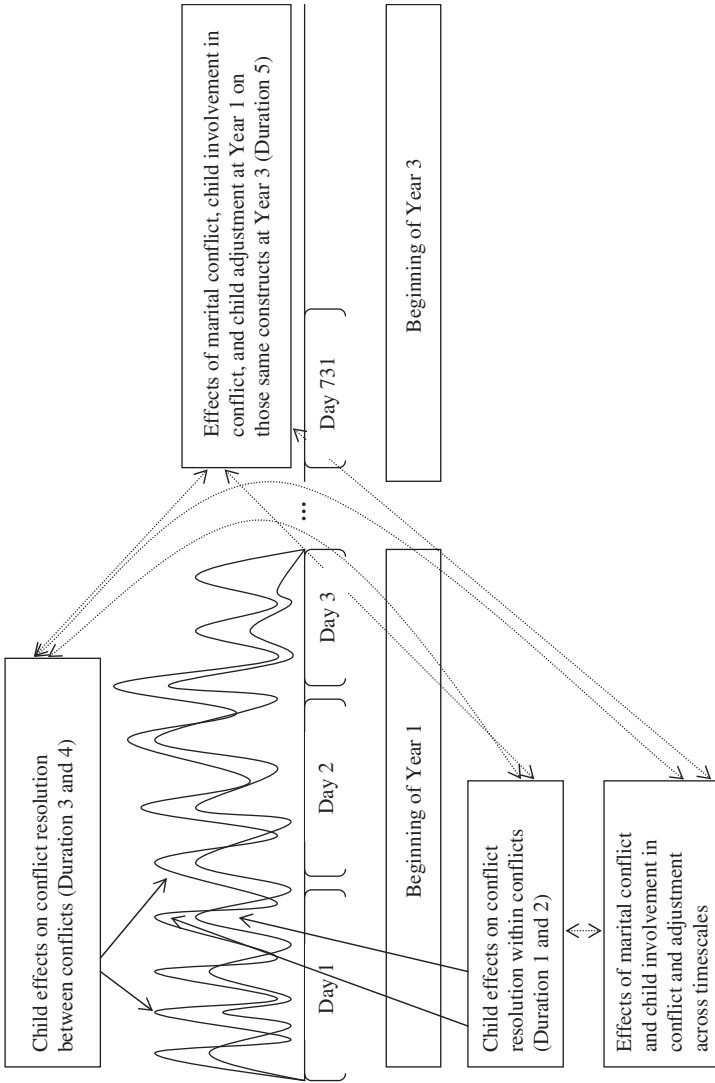 Child effects on conflict resolution
between conflicts (Duration 3 and 4)
Effects of marital conflict, child involvement in
conflict, and child adjustment at Year 1 on
those same constructs at Year 3 (Duration 5)
...
Day1
Day 2
Day 3
Day 731
Beginning of Year 1
Beginning of Year 3
Child effects on conflict
resolution within conflicts
(Duration 1 and 2)
Effects of marital conflict
and child involvement in
conflict and adjustment
across timescales